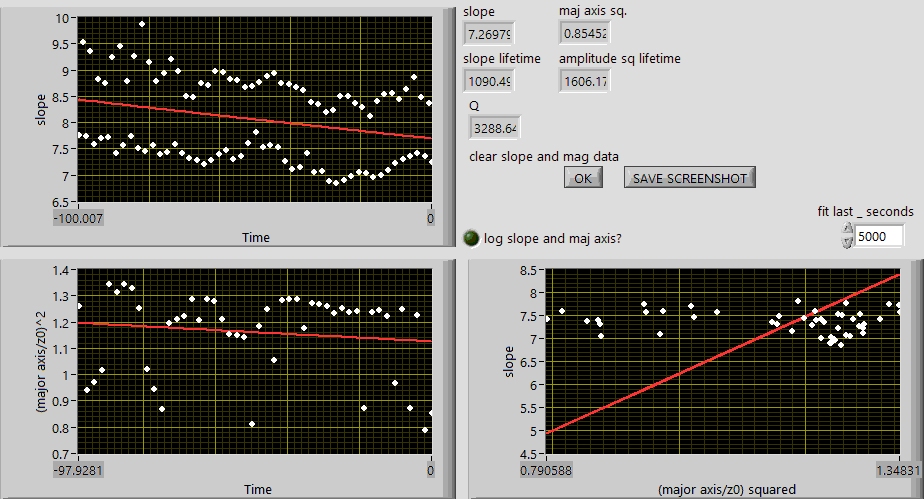 10
9.5
9
8.5
8
7.5
7
6.5
slope
-100.007
0
Time
slope
maj axis sq.
7.26979
0.85452
slope lifetime
amplitude sq lifetime
1090.49
1606.17
Q
3288.64
clear slope and mag data
OK
SAVE SCREENSHOT
fit last _ seconds
log slope and maj axis?
5000
1.4
1.3
1.2
1.1
1
0.9
0.8
0.7
(major axis/z0)^2
-97.9281
0
Time
8.5
8
7.5
7
6.5
6
5.5
5
4.5
slope
0.790588
1.34831
(major axis/z0) squared